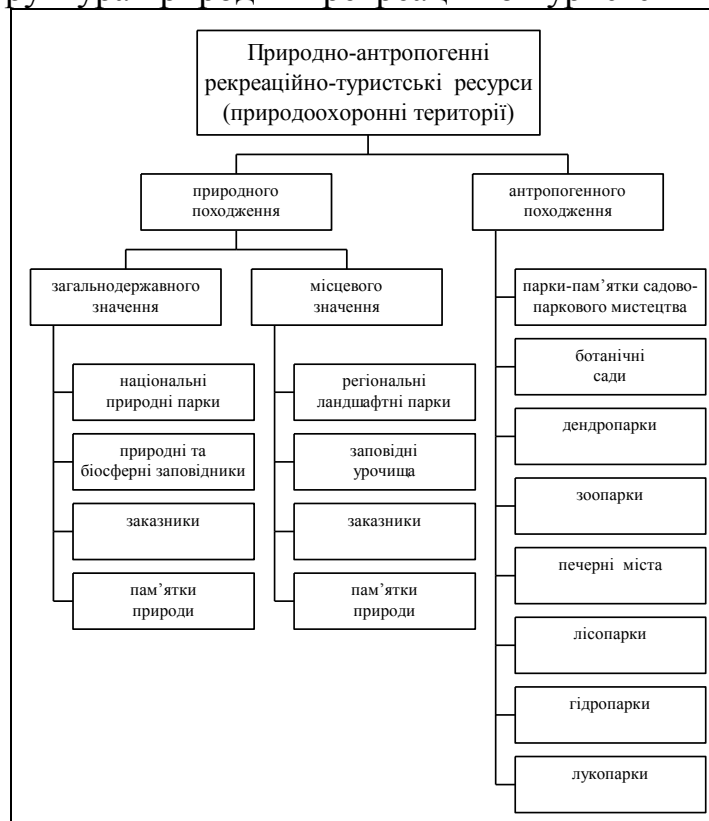 Природно-антропогенні
рекреаційно-туристські ресурси
(природоохоронні території)
природного
походження
антропогенного
походження
загальнодержавного
значення
місцевого
значення
національні
природні парки
природні та
біосферні заповідники
заказники
пам’ятки
природи
регіональні
ландшафтні парки
заповідні
урочища
заказники
пам’ятки
природи
парки-пам’ятки садово-
паркового мистецтва
ботанічні
сади
дендропарки
зоопарки
печерні міста
лісопарки
гідропарки
лукопарки